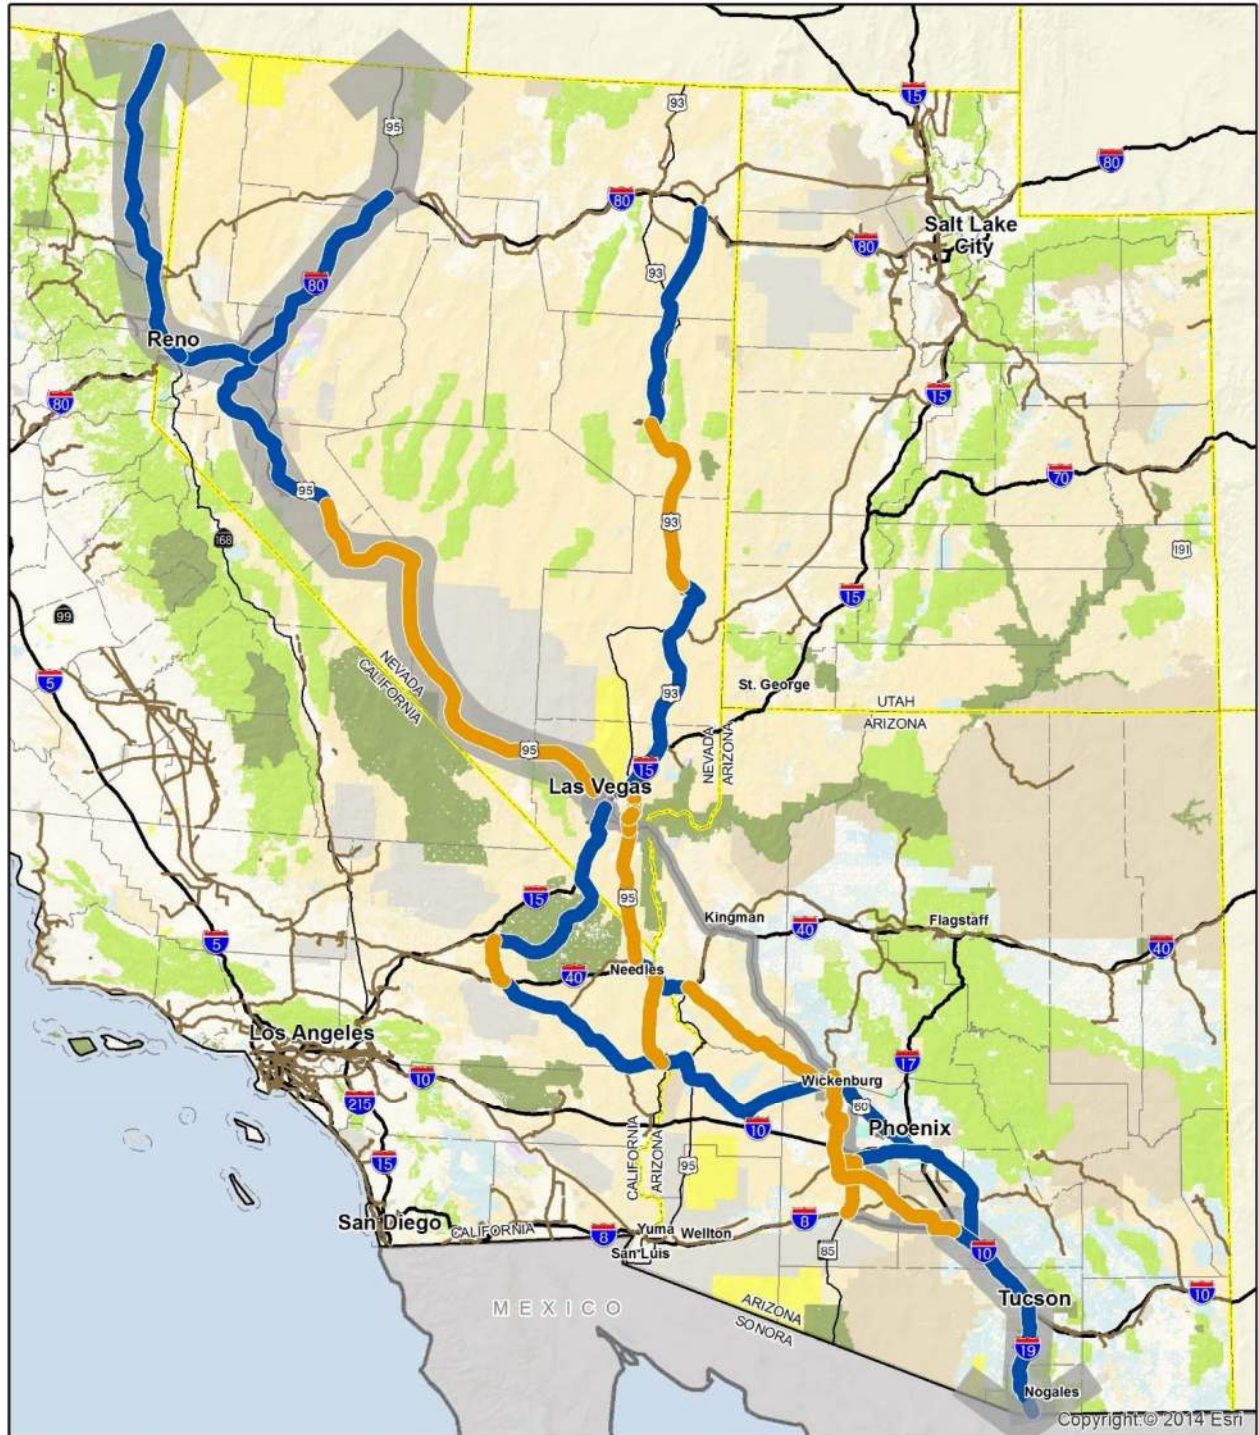 93
15
95
80
80
Salt Lake
City
80
93
80
Reno
15
80
70
95
93
191
168
15
99
NEVADA
CALIFORNIA
5
St. George
93
UTAH
ARIZONA
NEVADA
ARIZONA
95
15
Las Vegas
15
95
Kingman
40
Flagstaff
5
40
Needles
40
Los Angeles
17
10
Wickenburg
215
60
Phoenix
10
15
CALIFORNIA
ARIZONA
95
San Diego
CALIFORNIA
8
Yuma
Wellton
8
San Luis
85
10
MEXICO
ARIZONA
SONORA
Tucson
10
19
Nogales
Copyright:© 2014 Esri